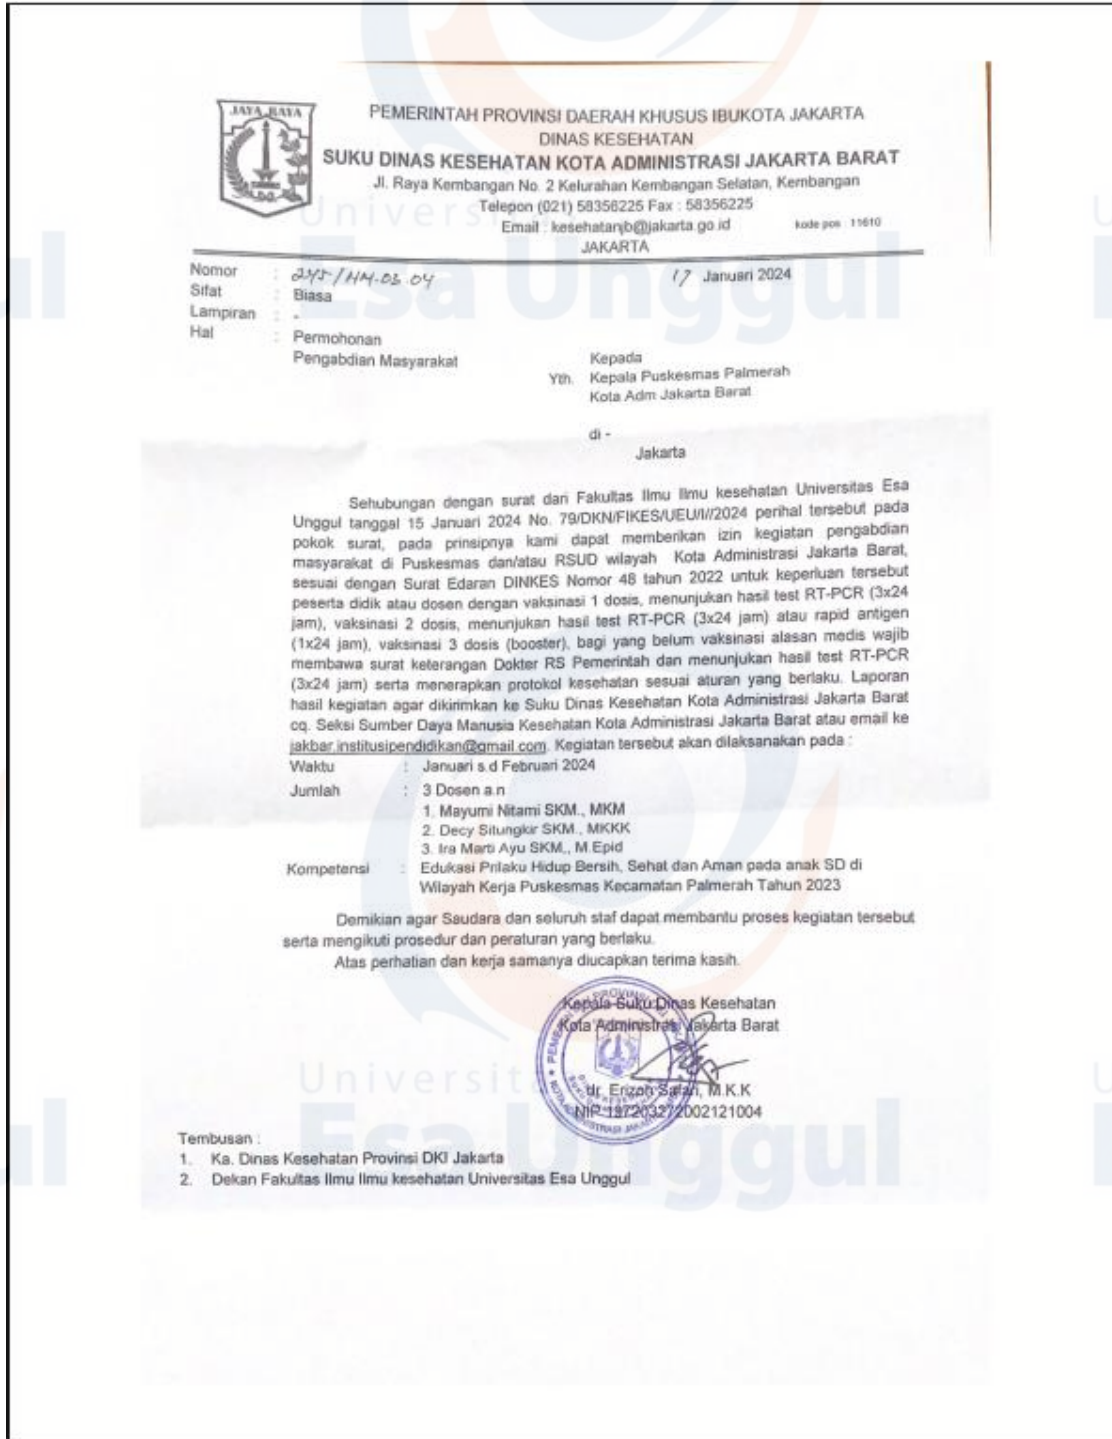 JAYA RAYA
PEMERINTAH PROVINSI DAERAH KHUSUS IBUKOTA JAKARTA
DINAS KESEHATAN
SUKU DINAS KESEHATAN KOTA ADMINISTRASI JAKARTA BARAT
Jl. Raya Kembangan No. 2 Kelurahan Kembangan Selatan, Kembangan
Telepon (021) 58356225 Fax : 58356225
Email : kesehatanjb@jakarta.go.id kode pos : 11610
JAKARTA
Nomor : 245/HM.03.04 17 Januari 2024
Sifat : Biasa
Lampiran : -
Hal : Permohonan
Pengabdian Masyarakat
Kepada
Yth. Kepala Puskesmas Palmerah
Kota Adm Jakarta Barat
di -
Jakarta
Sehubungan dengan surat dari Fakultas Ilmu Ilmu kesehatan Universitas Esa
Unggul tanggal 15 Januari 2024 No. 79/DKN/FIKES/UEU/I//2024 perihal tersebut pada
pokok surat, pada prinsipnya kami dapat memberikan izin kegiatan pengabdian
masyarakat di Puskesmas dan/atau RSUD wilayah Kota Administrasi Jakarta Barat,
sesuai dengan Surat Edaran DINKES Nomor 48 tahun 2022 untuk keperluan tersebut
peserta didik atau dosen dengan vaksinasi 1 dosis, menunjukan hasil test RT-PCR (3x24
jam), vaksinasi 2 dosis, menunjukan hasil test RT-PCR (3x24 jam) atau rapid antigen
(1x24 jam), vaksinasi 3 dosis (booster), bagi yang belum vaksinasi alasan medis wajib
membawa surat keterangan Dokter RS Pemerintah dan menunjukan hasil test RT-PCR
(3x24 jam) serta menerapkan protokol kesehatan sesuai aturan yang berlaku. Laporan
hasil kegiatan agar dikirimkan ke Suku Dinas Kesehatan Kota Administrasi Jakarta Barat
cq. Seksi Sumber Daya Manusia Kesehatan Kota Administrasi Jakarta Barat atau email ke
jakbar.institusipendidikan@gmail.com. Kegiatan tersebut akan dilaksanakan pada :
Waktu : Januari s.d Februari 2024
Jumlah : 3 Dosen a.n
1. Mayumi Nitami SKM., MKM
2. Decy Situngkir SKM., MKKK
3. Ira Marti Ayu SKM., M.Epid
Kompetensi : Edukasi Prilaku Hidup Bersih, Sehat dan Aman pada anak SD di
Wilayah Kerja Puskesmas Kecamatan Palmerah Tahun 2023
Demikian agar Saudara dan seluruh staf dapat membantu proses kegiatan tersebut
serta mengikuti prosedur dan peraturan yang berlaku.
Atas perhatian dan kerja samanya diucapkan terima kasih.
Kepala Suku Dinas Kesehatan
Kota Administrasi Jakarta Barat
dr. Erizon Safari, M.K.K
NIP 197203272002121004
Tembusan :
1. Ka. Dinas Kesehatan Provinsi DKI Jakarta
2. Dekan Fakultas Ilmu Ilmu kesehatan Universitas Esa Unggul
Universitas
Esa Unggul
Universitas
Esa Unggul